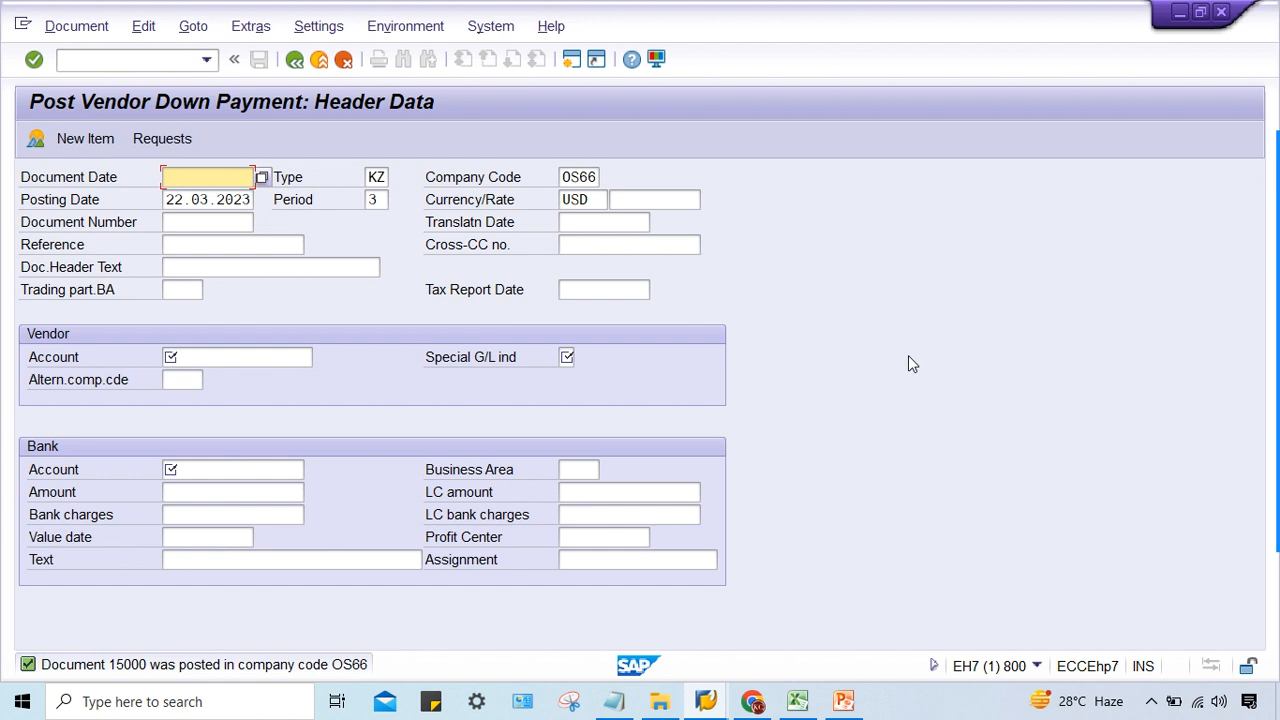 Document Edit Goto Extras Settings Environment System Help
Post Vendor Down Payment: Header Data
New Item Requests
Document Date Type KZ Company Code OS66
Posting Date 22.03.2023 Period 3 Currency/Rate USD
Document Number Translatn Date
Reference Cross-CC no.
Doc.Header Text
Trading part.BA Tax Report Date
Vendor
Account Special G/L ind
Altern.comp.cde
Bank
Account Business Area
Amount LC amount
Bank charges LC bank charges
Value date Profit Center
Text Assignment
Document 15000 was posted in company code OS66 SAP EH7 (1) 800 ECCEhp7 INS
Type here to search 28°C Haze